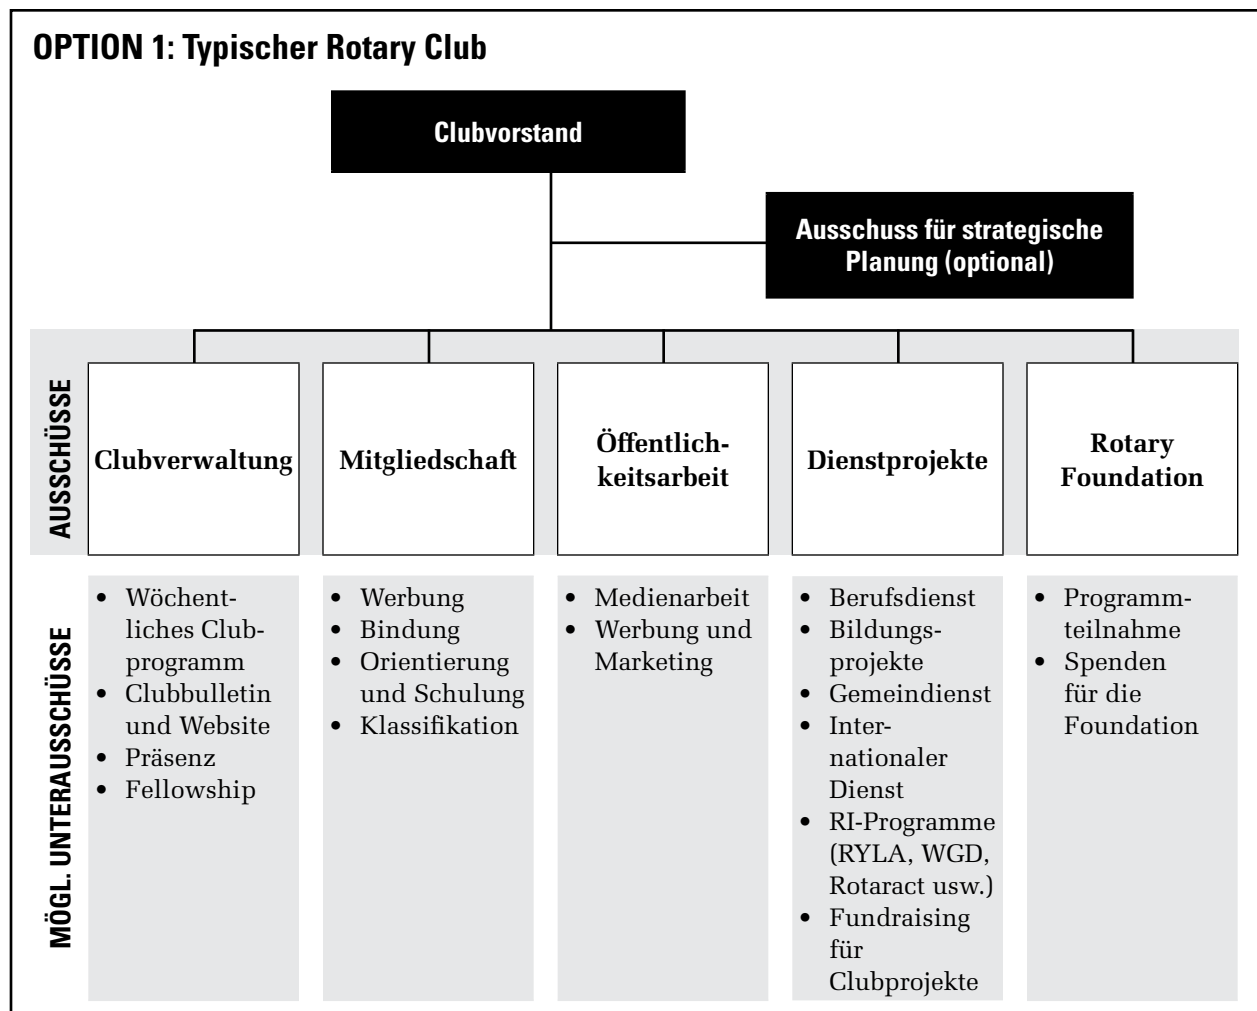 OPTION 1: Typischer Rotary Club
Clubvorstand
Ausschuss für strategische
Planung (optional)
AUSSCHÜSSE
Clubverwaltung
Mitgliedschaft
Öffentlich-
keitsarbeit
Dienstprojekte
Rotary
Foundation
MÖGL. UNTERAUSSCHÜSSE
• Wöchent-
liches Club-
programm
• Clubbulletin
und Website
• Präsenz
• Fellowship
• Werbung
• Bindung
• Orientierung
und Schulung
• Klassifikation
• Medienarbeit
• Werbung und
Marketing
• Berufsdienst
• Bildungs-
projekte
• Gemeindienst
• Inter-
nationaler
Dienst
• RI-Programme
(RYLA, WGD,
Rotaract usw.)
• Fundraising
für
Clubprojekte
• Programm-
teilnahme
• Spenden
für die
Foundation